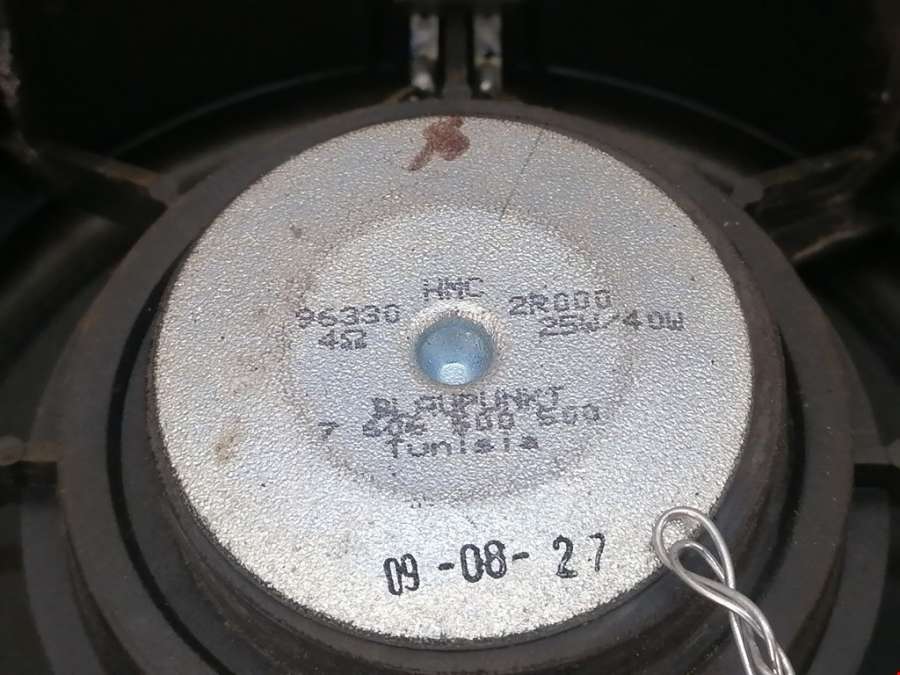 HMC
96330 2R000
4Ω 25W/40W
BLAUPUNKT
7 606 500 500
Tunisia
09-08-27